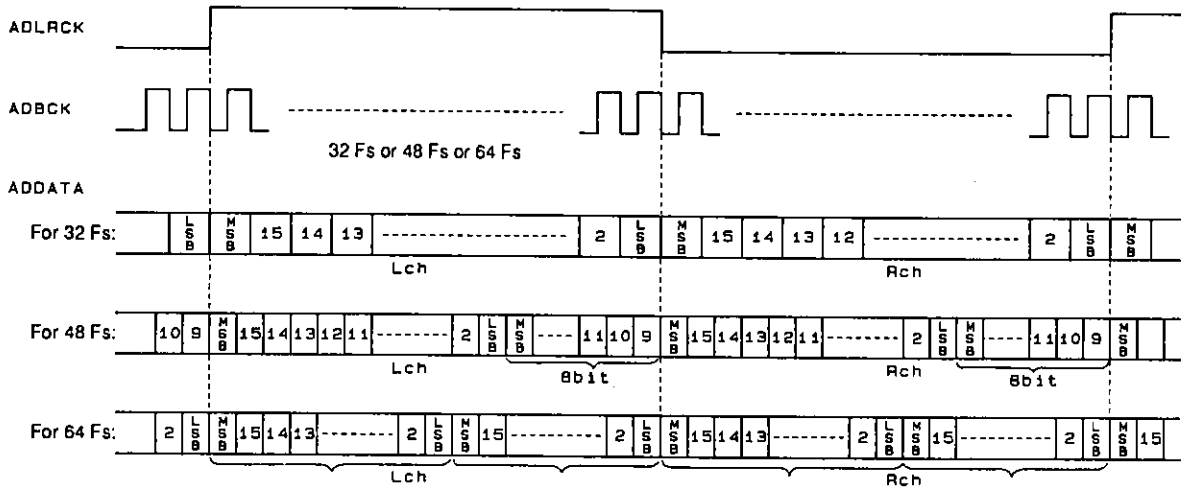 ADLRCK
ADBCK
32 Fs or 48 Fs or 64 Fs
ADDATA
For 32 Fs: LSB MSB 15 14 13 2 LSB MSB 15 14 13 12 2 LSB MSB
Lch Rch
For 48 Fs: 10 9 MSB 15 14 13 12 11 2 LSB MSB 11 10 9 MSB 15 14 13 12 11 2 LSB MSB 11 10 9 MSB
Lch 8bit Rch 8bit
For 64 Fs: 2 LSB MSB 15 14 13 2 LSB MSB 15 2 LSB MSB 15 14 13 2 LSB MSB 15 2 LSB MSB 15
Lch Rch